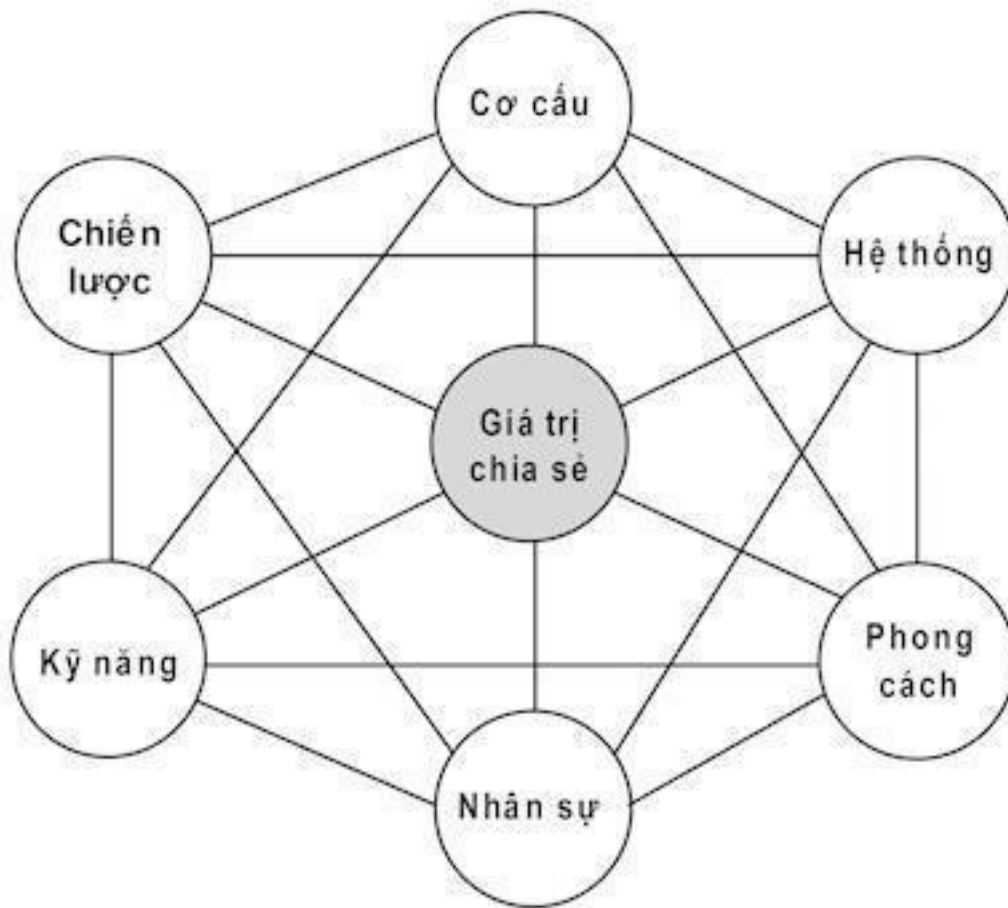 Cơ cấu
Chiến
lược
Hệ thống
Giá trị
chia sẻ
Kỹ năng
Phong
cách
Nhân sự